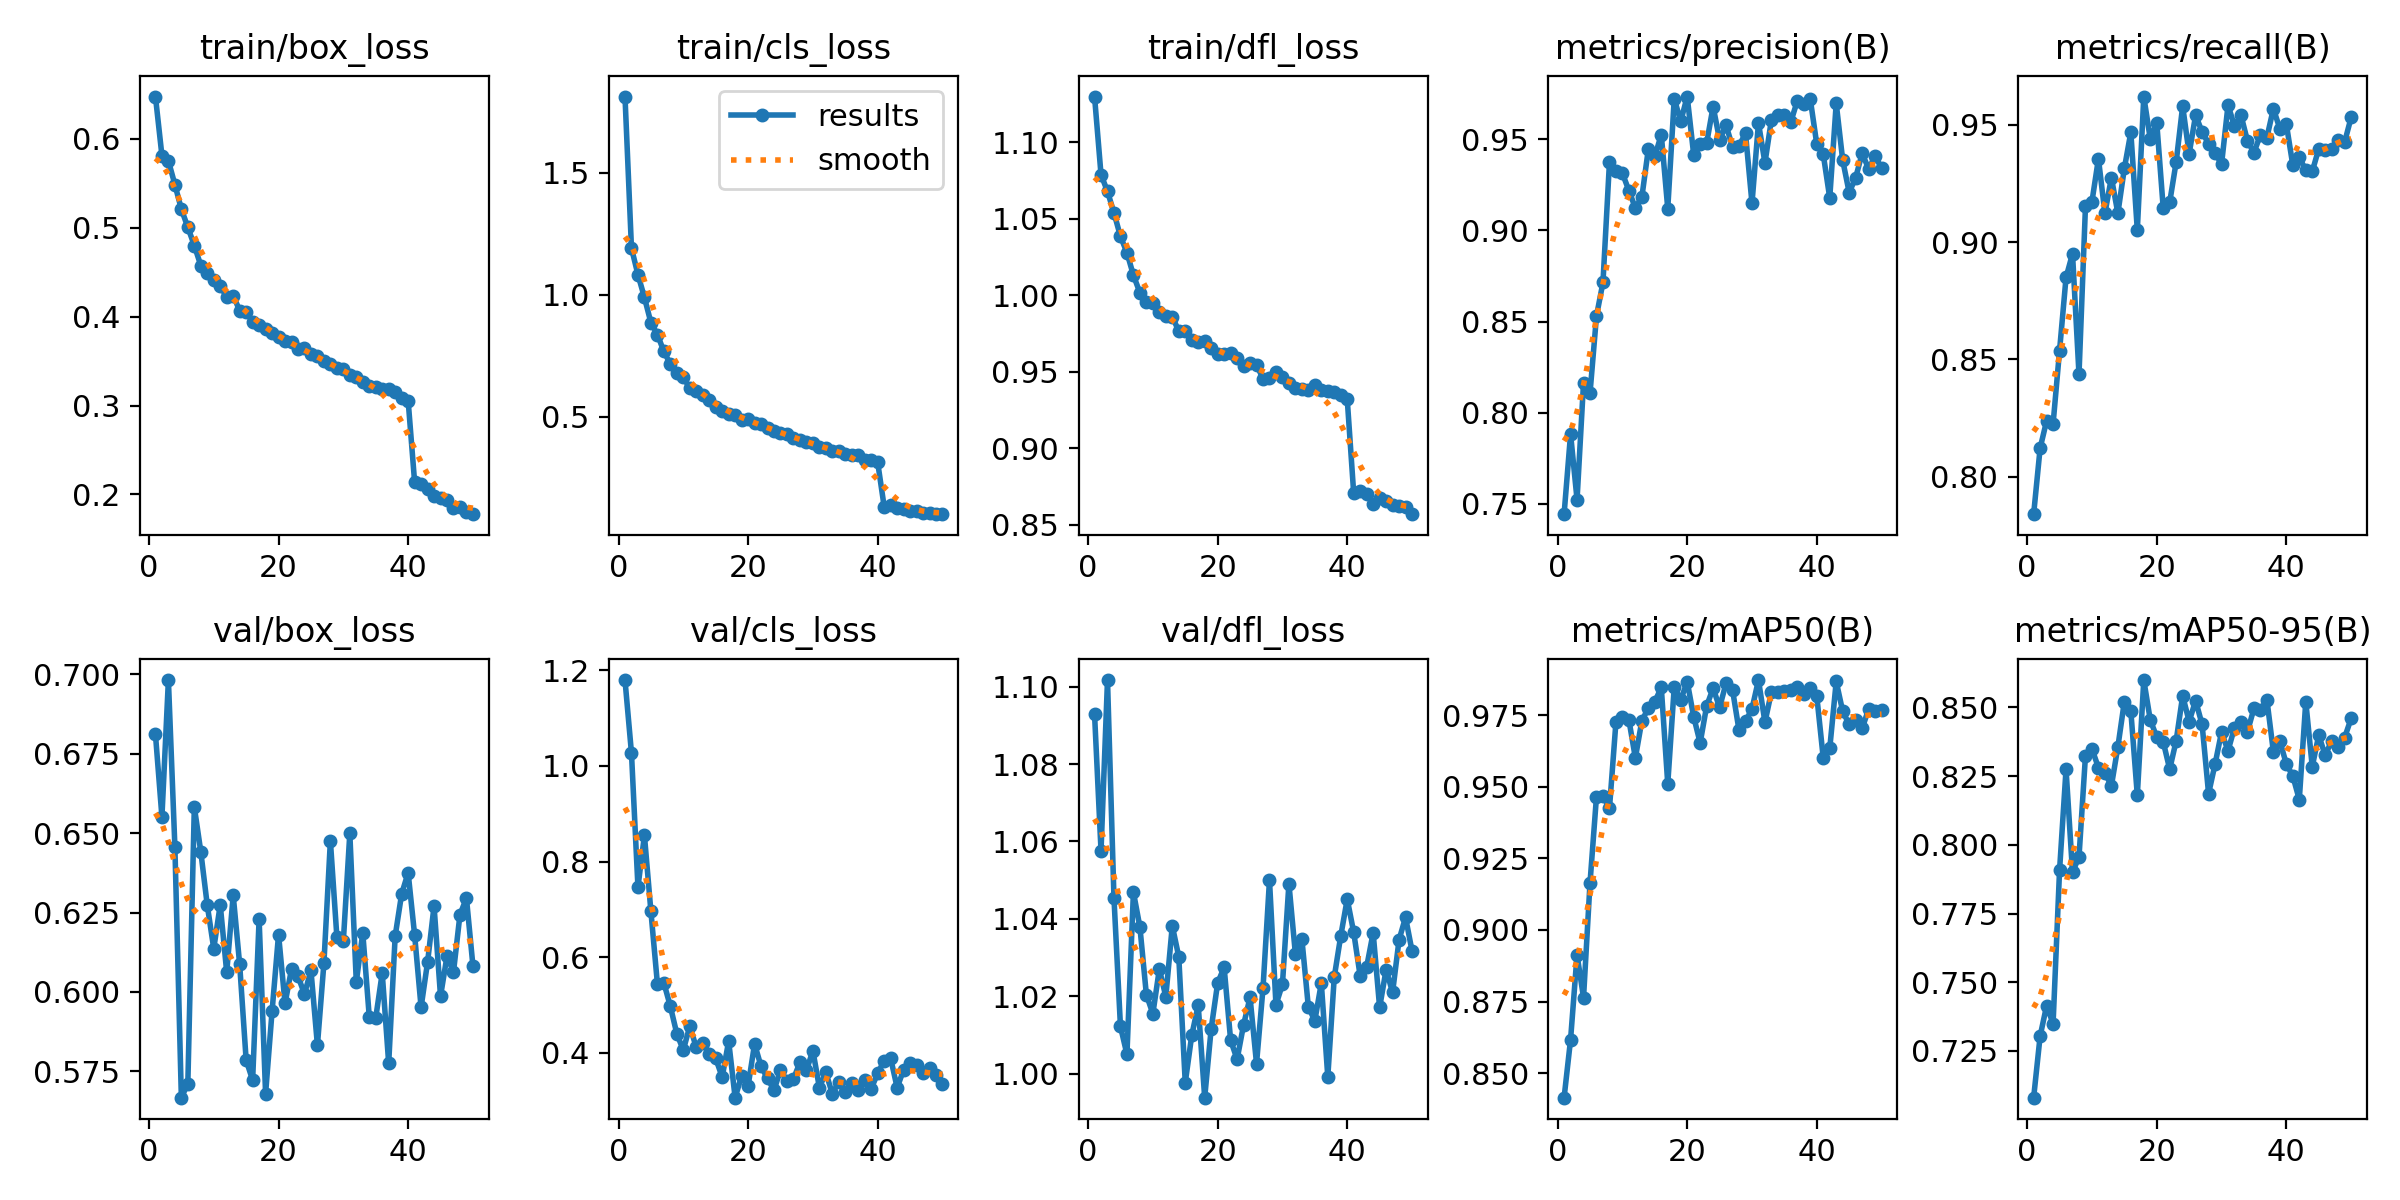 train/box_loss
0.6
0.5
0.4
0.3
0.2
0 20 40
train/cls_loss
results
smooth
1.5
1.0
0.5
0 20 40
train/dfl_loss
1.10
1.05
1.00
0.95
0.90
0.85
0 20 40
metrics/precision(B)
0.95
0.90
0.85
0.80
0.75
0 20 40
metrics/recall(B)
0.95
0.90
0.85
0.80
0 20 40
val/box_loss
0.700
0.675
0.650
0.625
0.600
0.575
0 20 40
val/cls_loss
1.2
1.0
0.8
0.6
0.4
0 20 40
val/dfl_loss
1.10
1.08
1.06
1.04
1.02
1.00
0 20 40
metrics/mAP50(B)
0.975
0.950
0.925
0.900
0.875
0.850
0 20 40
metrics/mAP50-95(B)
0.850
0.825
0.800
0.775
0.750
0.725
0 20 40